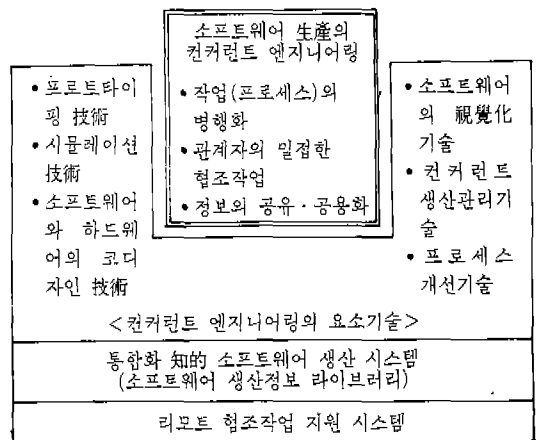 소프트웨어 生産의
컨커런트 엔지니어링
• 작업(프로세스)의
병행화
• 관계자의 밀접한
협조작업
• 정보의 공유·공용화
• 프로토타이
핑 技術
• 시뮬레이션
技術
• 소프트웨어
와 하드웨
어의 코디
자인 技術
• 소프트웨어
의 視覺化
기술
• 컨커런트
생산관리기
술
• 프로세스
개선기술
<컨커런트 엔지니어링의 요소기술>
통합화 知的 소프트웨어 생산 시스템
(소프트웨어 생산정보 라이브러리)
리모트 협조작업 지원 시스템